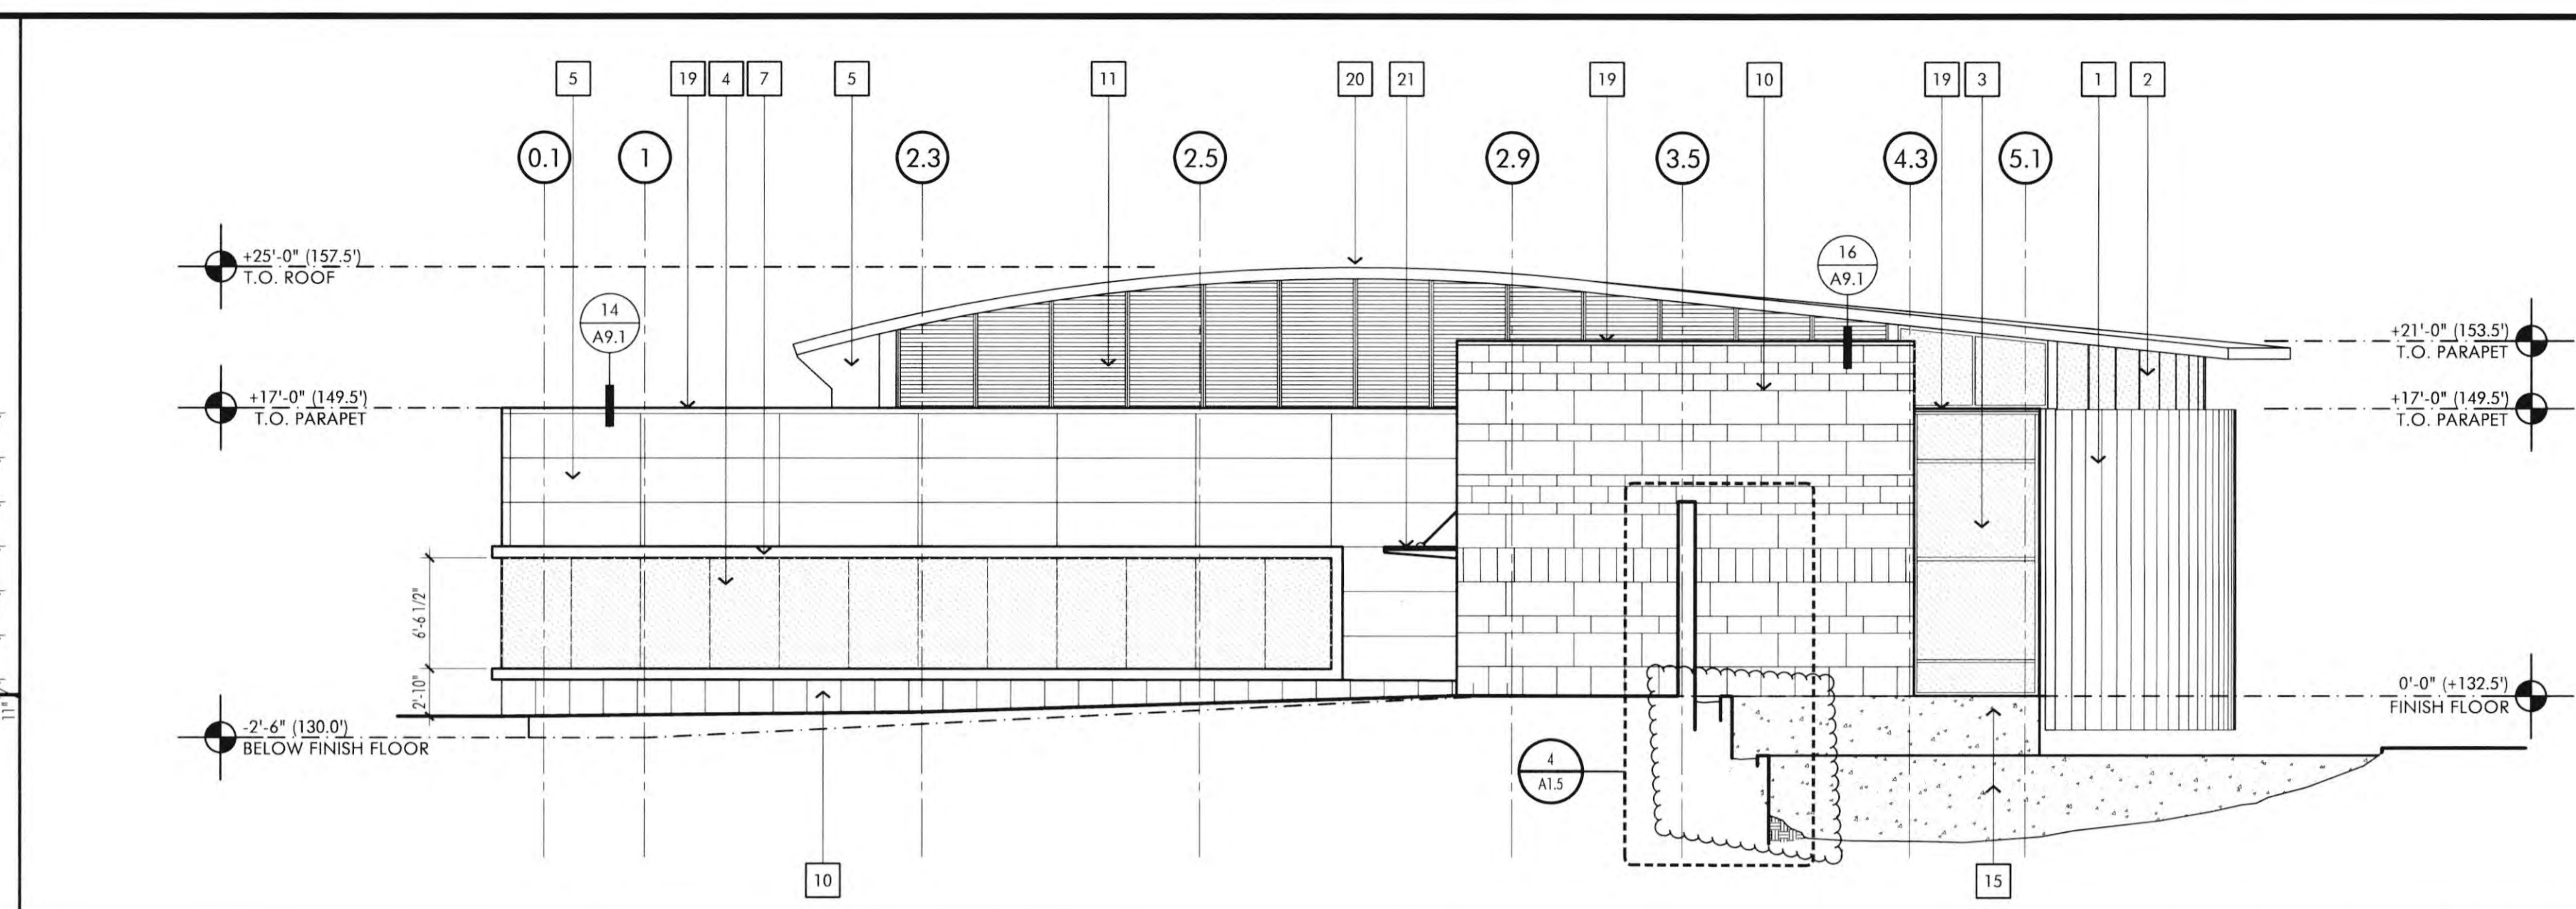 5 19 4 7 5 11 20 21 19 10 19 3 1 2
0.1 1 2.3 2.5 2.9 3.5 4.3 5.1
+25'-0" (157.5')
T.O. ROOF
16
A9.1
14
A9.1
+21'-0" (153.5')
T.O. PARAPET
+17'-0" (149.5')
T.O. PARAPET
+17'-0" (149.5')
T.O. PARAPET
6'-6 1/2"
2'-10"
11"
0'-0" (+132.5')
FINISH FLOOR
-2'-6" (130.0')
BELOW FINISH FLOOR
4
A1.5
10
15